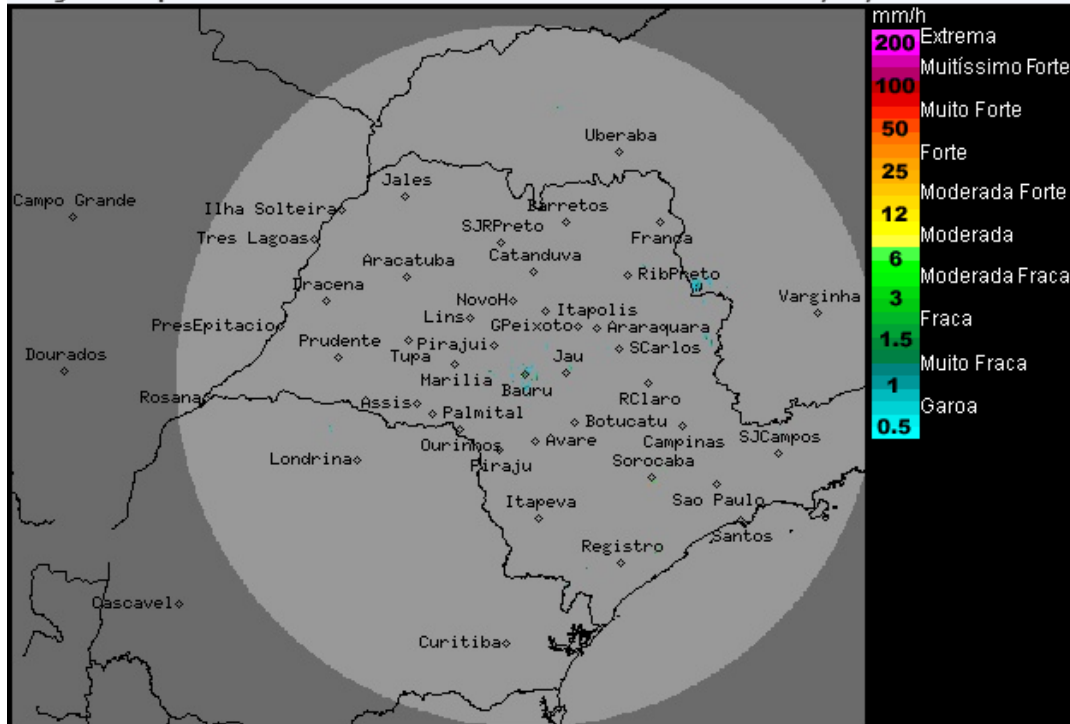 mm/h
200 Extrema
Muitíssimo Forte
100
Muito Forte
50
Forte
25
Moderada Forte
12
Moderada
6
Moderada Fraca
3
Fraca
1.5
Muito Fraca
1
Garoa
0.5
Uberaba
Campo Grande
Jales
Ilha Solteira
Barretos
Tres Lagoas
SJRPreto
Franca
Aracatuba
Catanduva
RibPreto
Dracena
NovoH
Itapolis
Varginha
Lins
GPeixoto
Araraquara
PresEpitacio
Prudente
Pirajui
SCarlos
Dourados
Tupa
Jau
Marilia
Bauru
Rosana
Assis
RClaro
Palmital
Botucatu
Ourinhos
Avare
Campinas
SJCampos
Londrina
Piraju
Sorocaba
Itapeva
Sao Paulo
Santos
Registro
Cascavel
Curitiba